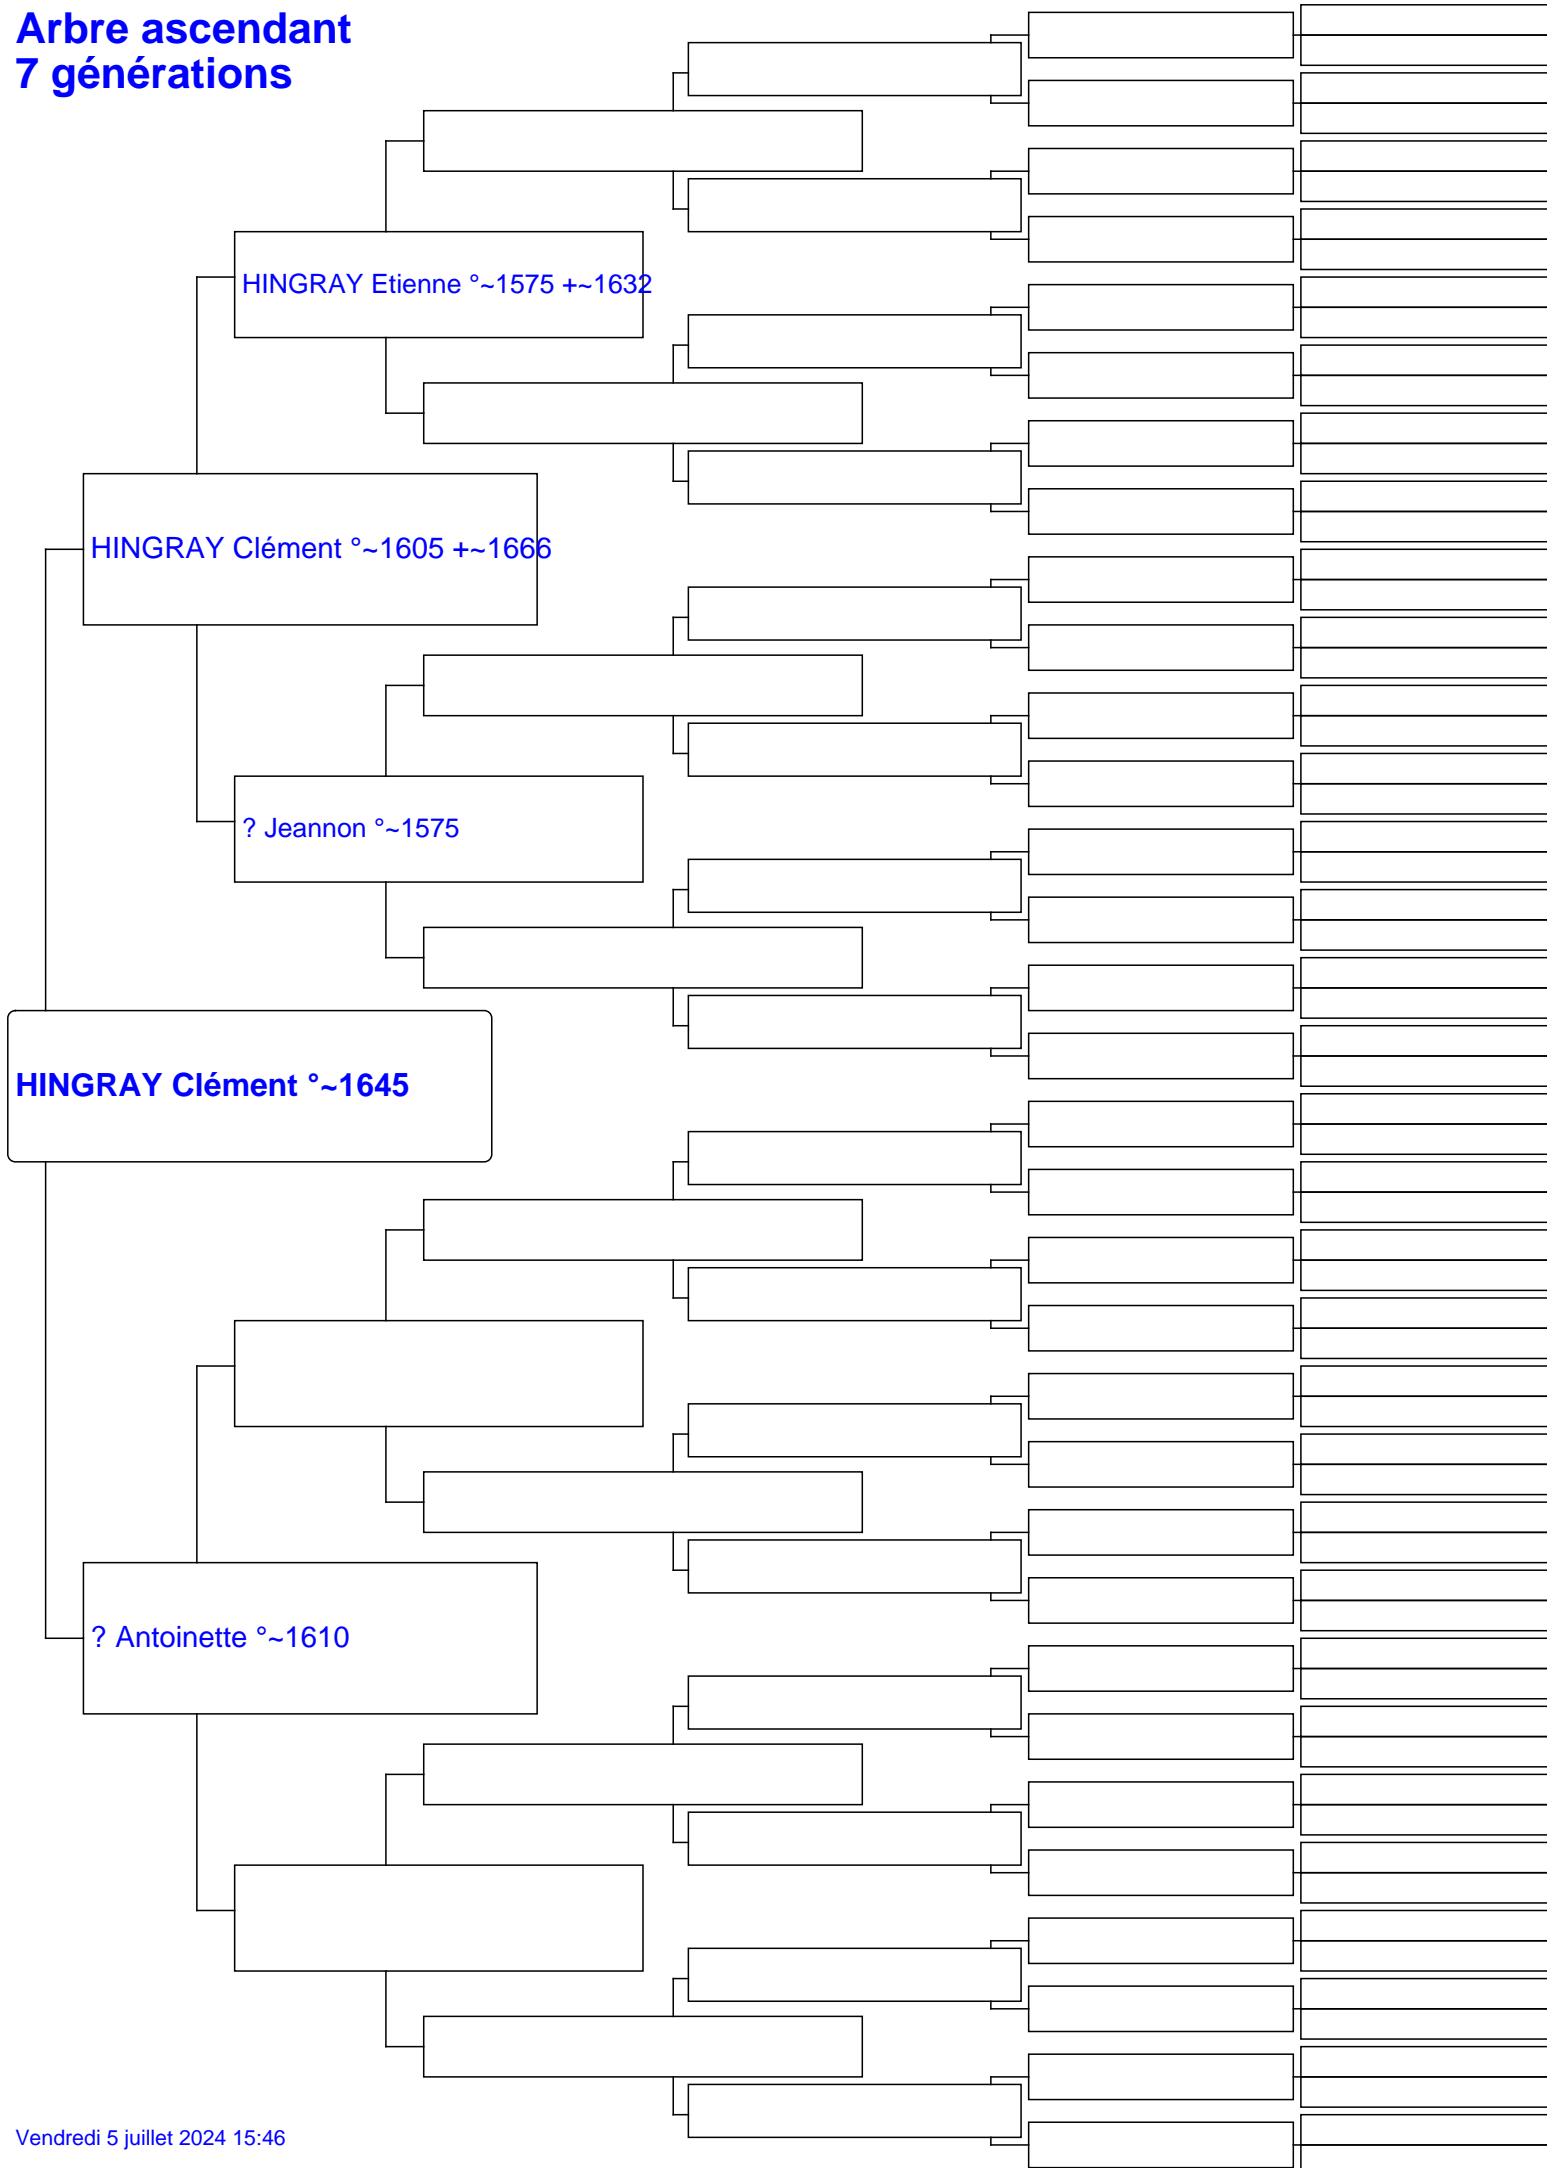 Arbre ascendant
7 générations
HINGRAY Etienne °~1575 +~1632
HINGRAY Clément °~1605 +~1666
? Jeannon °~1575
HINGRAY Clément °~1645
? Antoinette °~1610
Vendredi 5 juillet 2024 15:46